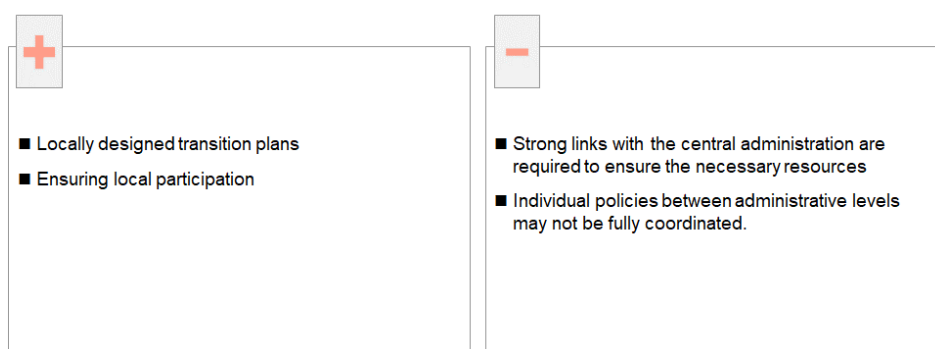 Locally designed transition plans
Ensuring local participation
Strong links with the central administration are
required to ensure the necessary resources
Individual policies between administrative levels
may not be fully coordinated.